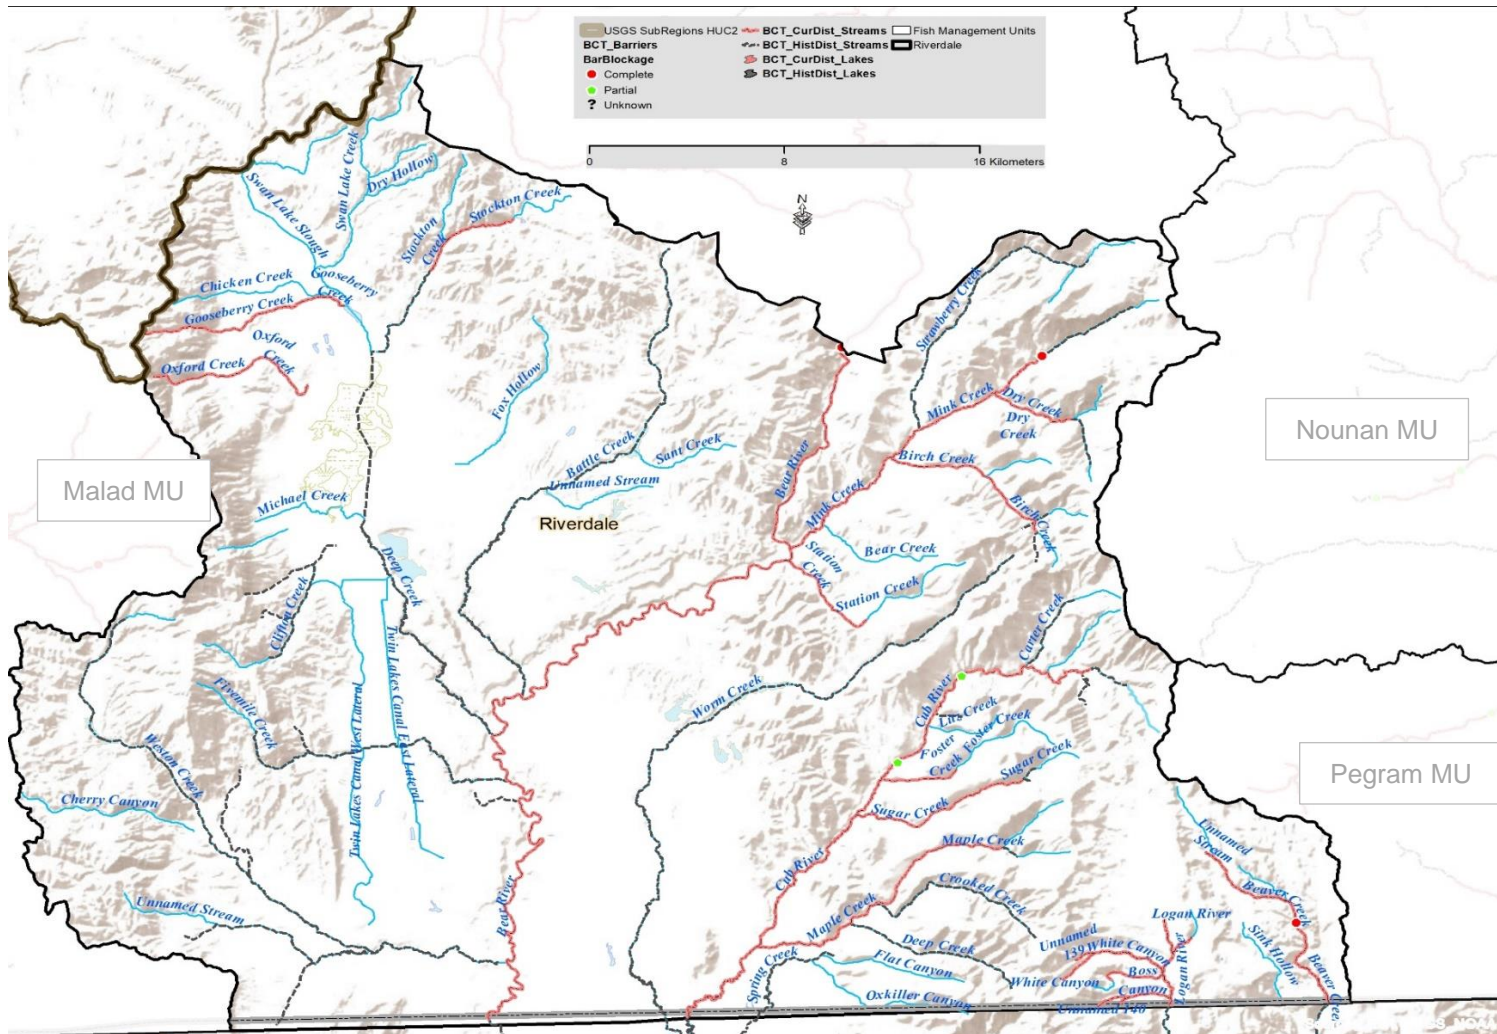 USGS SubRegions HUC2
BCT_CurDist_Streams
Fish Management Units
BCT_Barriers
BCT_HistDist_Streams
Riverdale
BarBlockage
BCT_CurDist_Lakes
Complete
BCT_HistDist_Lakes
Partial
? Unknown
0
8
16 Kilometers
N
Swan Lake Creek
Dry Hollow
Swan Lake Slough
Stockton Creek
Stockton
Creek
Chicken Creek
Gooseberry
Creek
Gooseberry Creek
Oxford
Creek
Oxford Creek
Strawberry Creek
Fox Hollow
Mink Creek
Dry Creek
Dry
Creek
Nounan MU
Battle Creek
Sant Creek
Bear River
Birch Creek
Malad MU
Unnamed Stream
Michael Creek
Riverdale
Mink Creek
Birch Creek
Station
Creek
Bear Creek
Deep Creek
Station Creek
Clifton Creek
Curter Creek
Twin Lakes Canal West Lateral
Twin Lakes Canal East Lateral
Fivemile Creek
Worm Creek
Cub River
Foster Creek
Foster
Creek
Weston Creek
Sugar Creek
Pegram MU
Cherry Canyon
Sugar Creek
Unnamed
Stream
Maple Creek
Cub River
Crooked Creek
Beaver Creek
Bear River
Unnamed Stream
Maple Creek
Logan River
Deep Creek
Unnamed
139
White Canyon
Logan River
Sink Hollow
Spring Creek
Flat Canyon
White Canyon
Boss
Canyon
Oxkiller Canyon
Unnamed 140
Beaver Creek